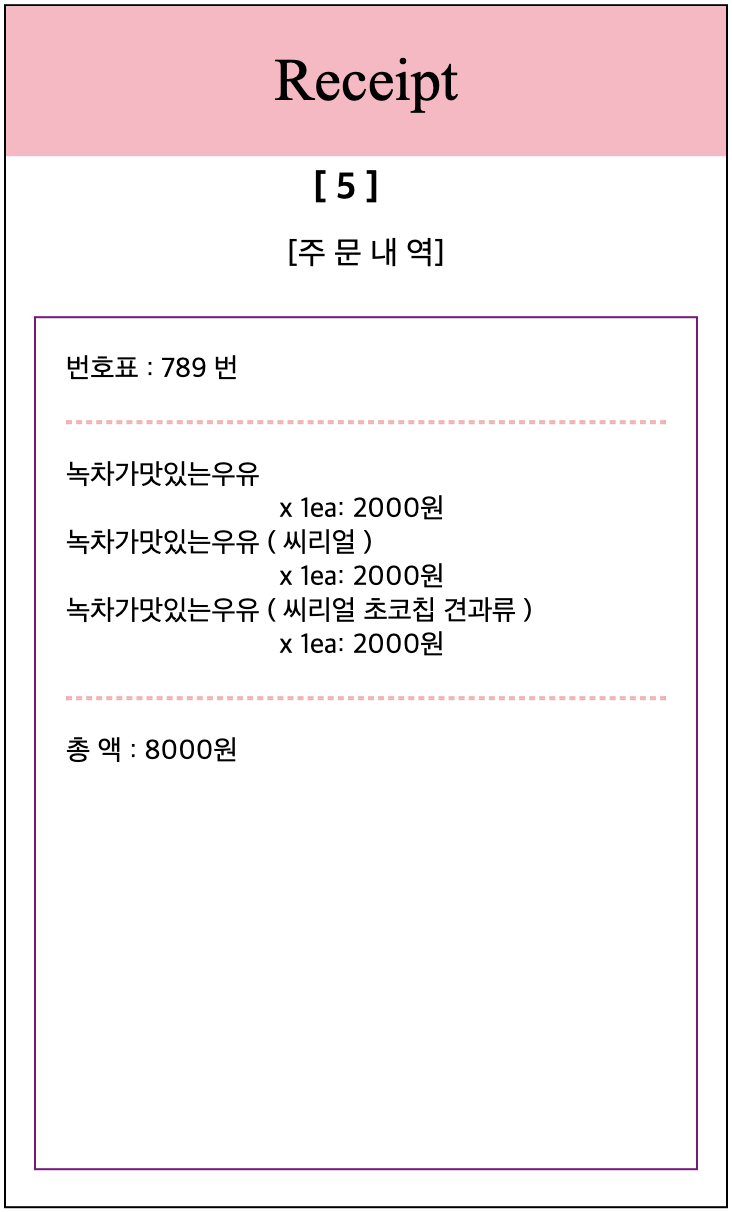 Receipt
[ 5 ]
[주 문 내 역]
번호표 : 789 번
녹차가맛있는우유
x 1ea: 2000원
녹차가맛있는우유 ( 씨리얼 )
x 1ea: 2000원
녹차가맛있는우유 ( 씨리얼 초코칩 견과류 )
x 1ea: 2000원
총 액 : 8000원